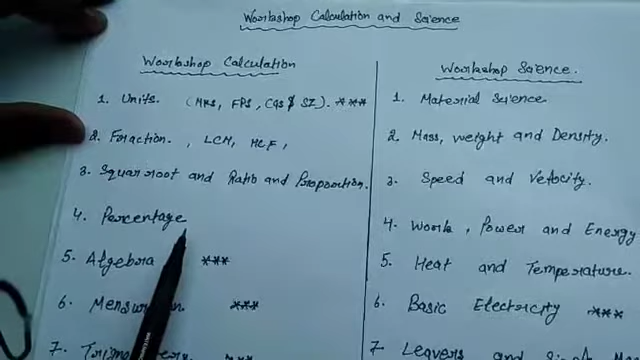 Workshop Calculation and Science
Workshop Calculation
1. Units. (MKS, FPS, CGS & SI). ***
2. Fraction. , LCM, HCF,
3. Squar root and Ratio and Proportion.
4. Percentage
5. Algebra ***
6. ***
7. ***
Workshop Science.
1. Material Science
2. Mass, weight and Density.
3. Speed and Velocity.
4. Work, Power and Energy
5. Heat and Temperature.
6. Basic Electricity ***
7 Leavers and